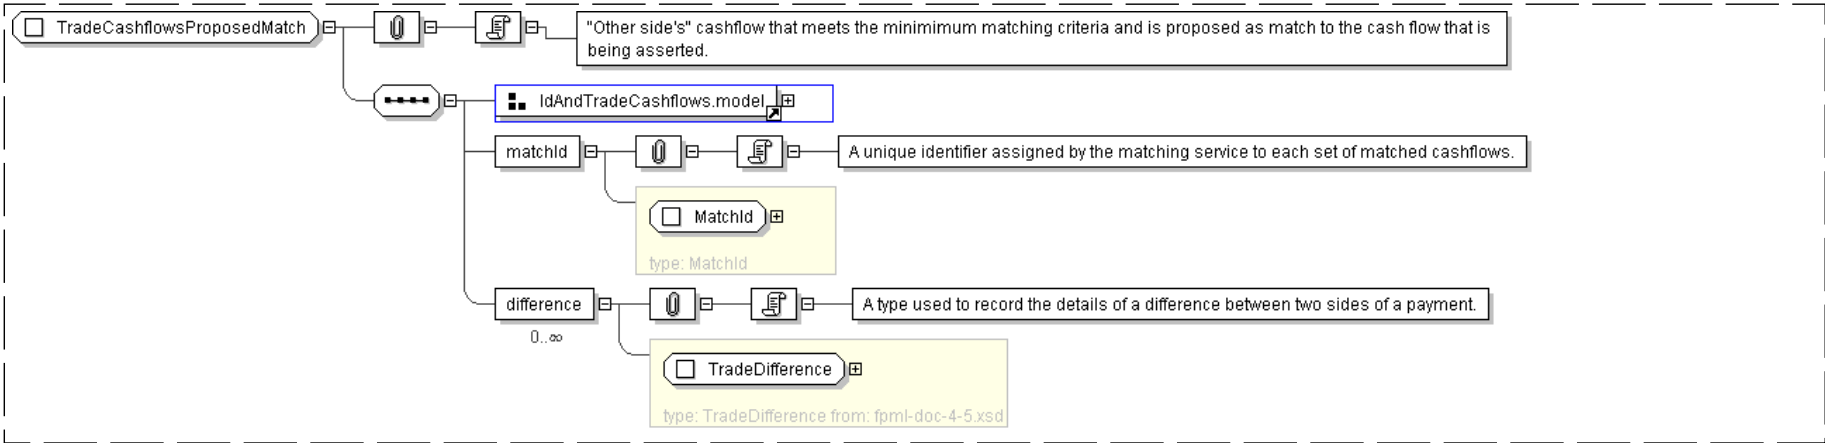 TradeCashflowsProposedMatch
"Other side's" cashflow that meets the minimimum matching criteria and is proposed as match to the cash flow that is
being asserted.
IdAndTradeCashflows.model
matchId
A unique identifier assigned by the matching service to each set of matched cashflows.
MatchId
type: MatchId
difference
A type used to record the details of a difference between two sides of a payment.
0..∞
TradeDifference
type: TradeDifference from: fpml-doc-4-5.xsd